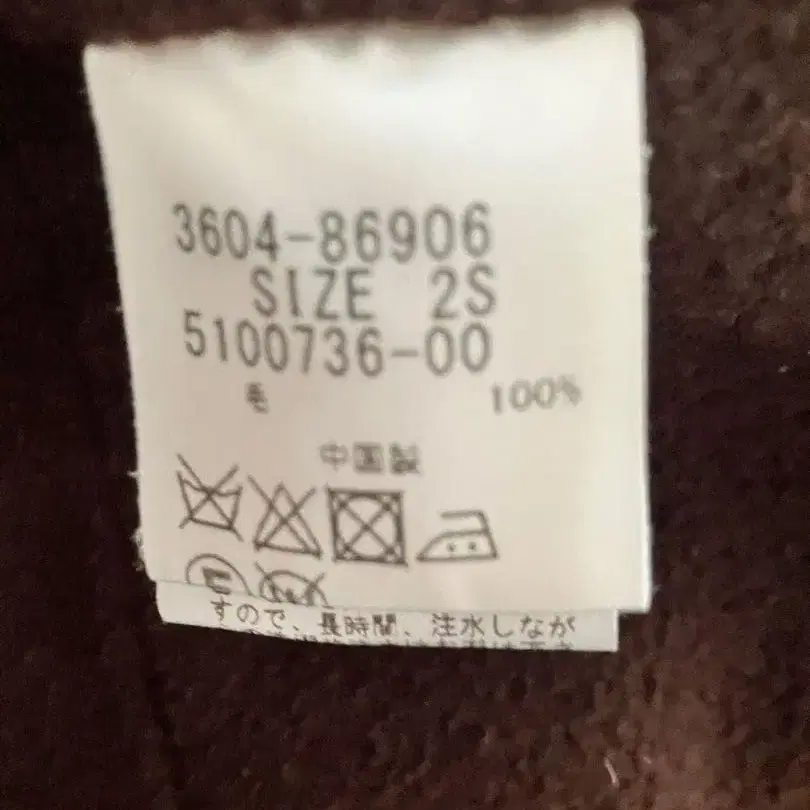 3604-86906
SIZE 2S
5100736-00
毛 100%
中国製
すので、長時間、注水しなが